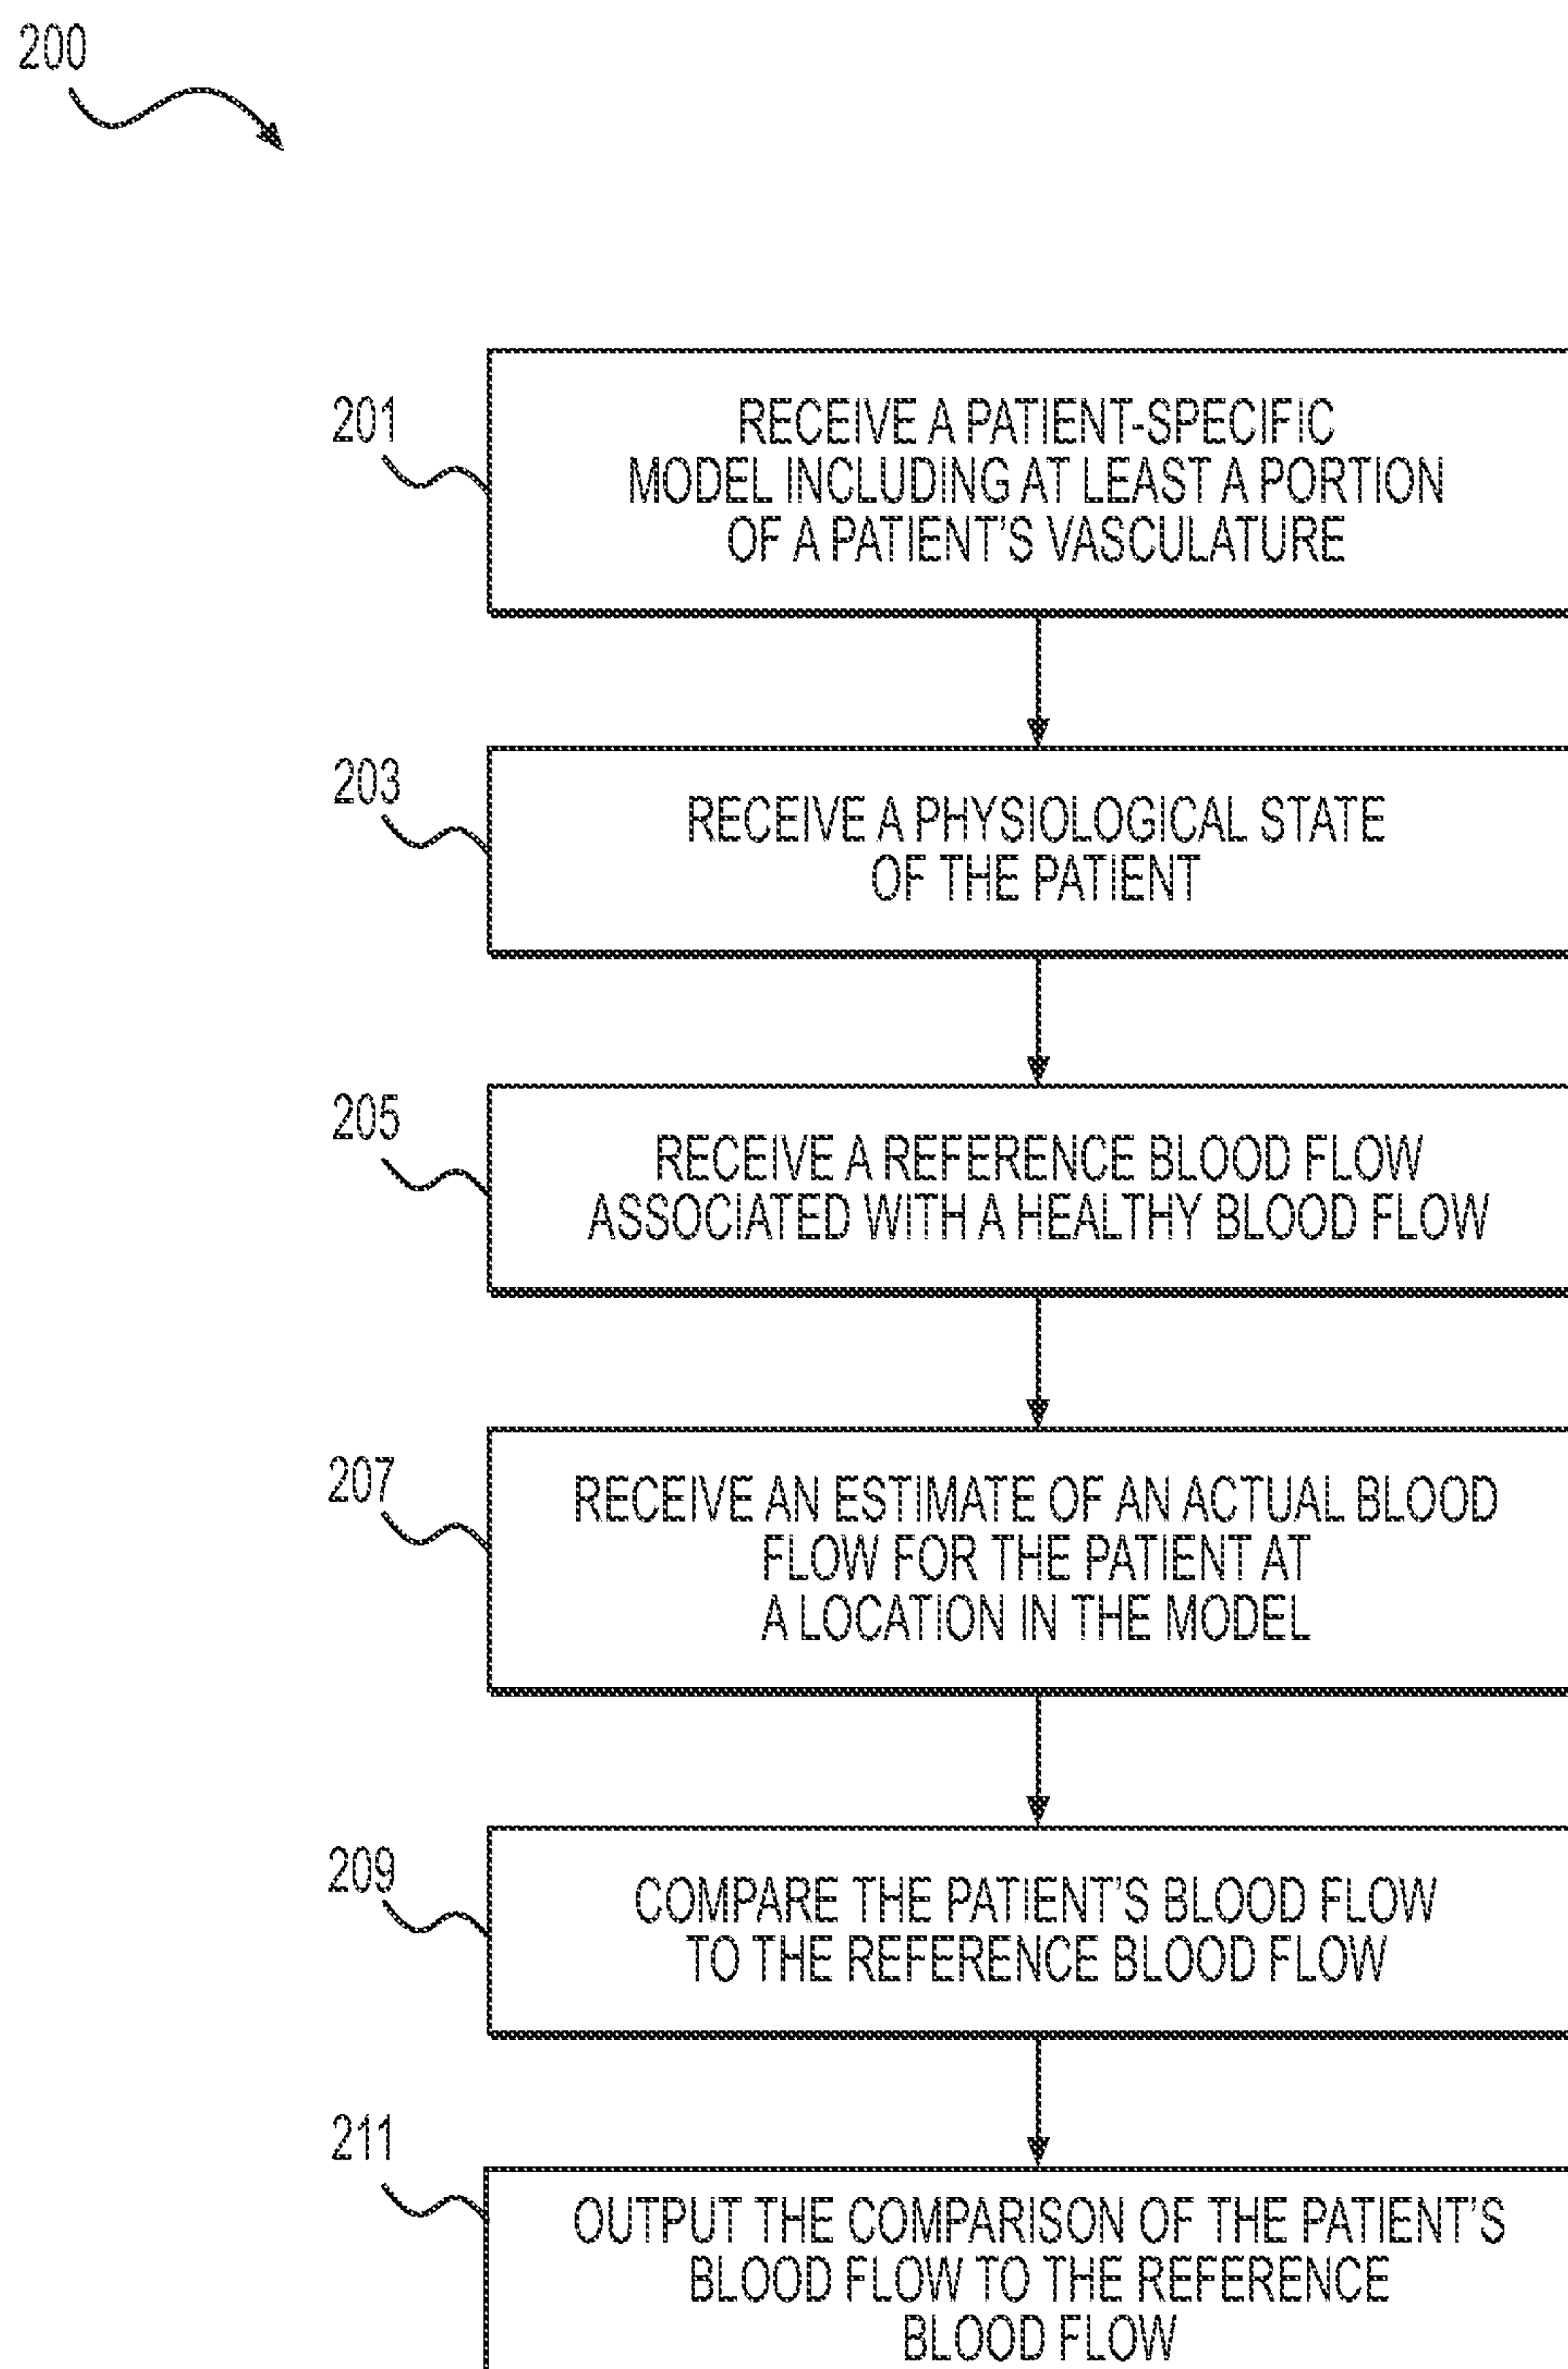 200
201
RECEIVE A PATIENT-SPECIFIC
MODEL INCLUDING AT LEAST A PORTION
OF A PATIENT'S VASCULATURE
203
RECEIVE A PHYSIOLOGICAL STATE
OF THE PATIENT
205
RECEIVE A REFERENCE BLOOD FLOW
ASSOCIATED WITH A HEALTHY BLOOD FLOW
207
RECEIVE AN ESTIMATE OF AN ACTUAL BLOOD
FLOW FOR THE PATIENT AT
A LOCATION IN THE MODEL
209
COMPARE THE PATIENT'S BLOOD FLOW
TO THE REFERENCE BLOOD FLOW
211
OUTPUT THE COMPARISON OF THE PATIENT'S
BLOOD FLOW TO THE REFERENCE
BLOOD FLOW